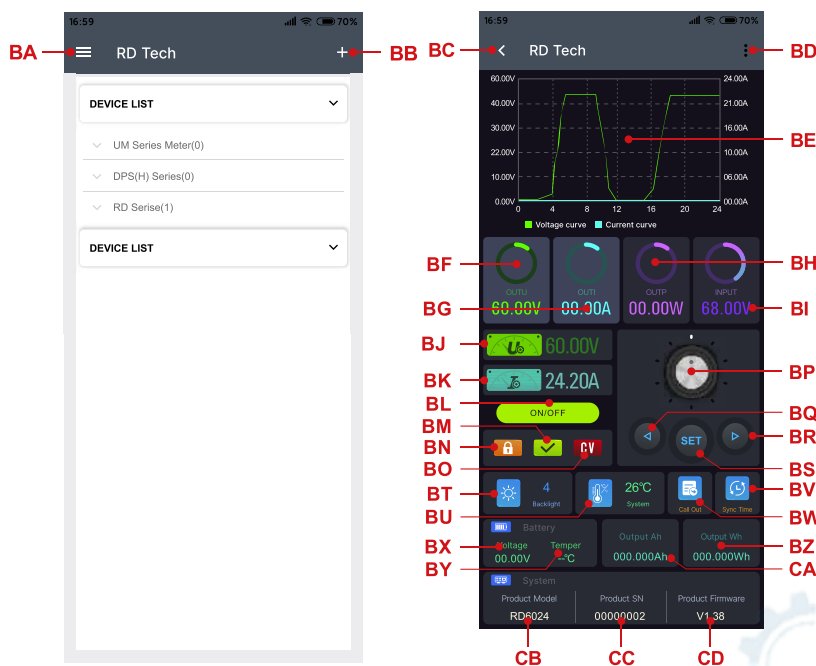 16:59
70%
BA
RD Tech
+
BB
DEVICE LIST
UM Series Meter(0)
DPS(H) Series(0)
RD Serise(1)
DEVICE LIST
16:59
70%
BC
RD Tech
BD
60.00V
24.00A
40.00V
21.00A
30.00V
16.00A
BE
22.00V
10.00A
10.00V
06.00A
0.00V
00.00A
0 4 8 12 16 20 24
Voltage curve Current curve
BF
BH
OUTU OUTI OUTP INPUT
BG
60.00V 00.00A 00.00W 68.00V
BI
BJ
U
60.00V
BK
I
24.20A
BP
BL
ON/OFF
BM
BQ
BN
CV
SET
BR
BO
BS
BT
4
Backlight
26℃
System
Call Out
Sync Time
BV
BU
BW
Battery
Output Ah
Output Wh
BX
Voltage Temper
BZ
00.00V --℃
000.000Ah
000.000Wh
BY
CA
System
Product Model Product SN Product Firmware
RD6024 00000002 V1.38
CB CC CD